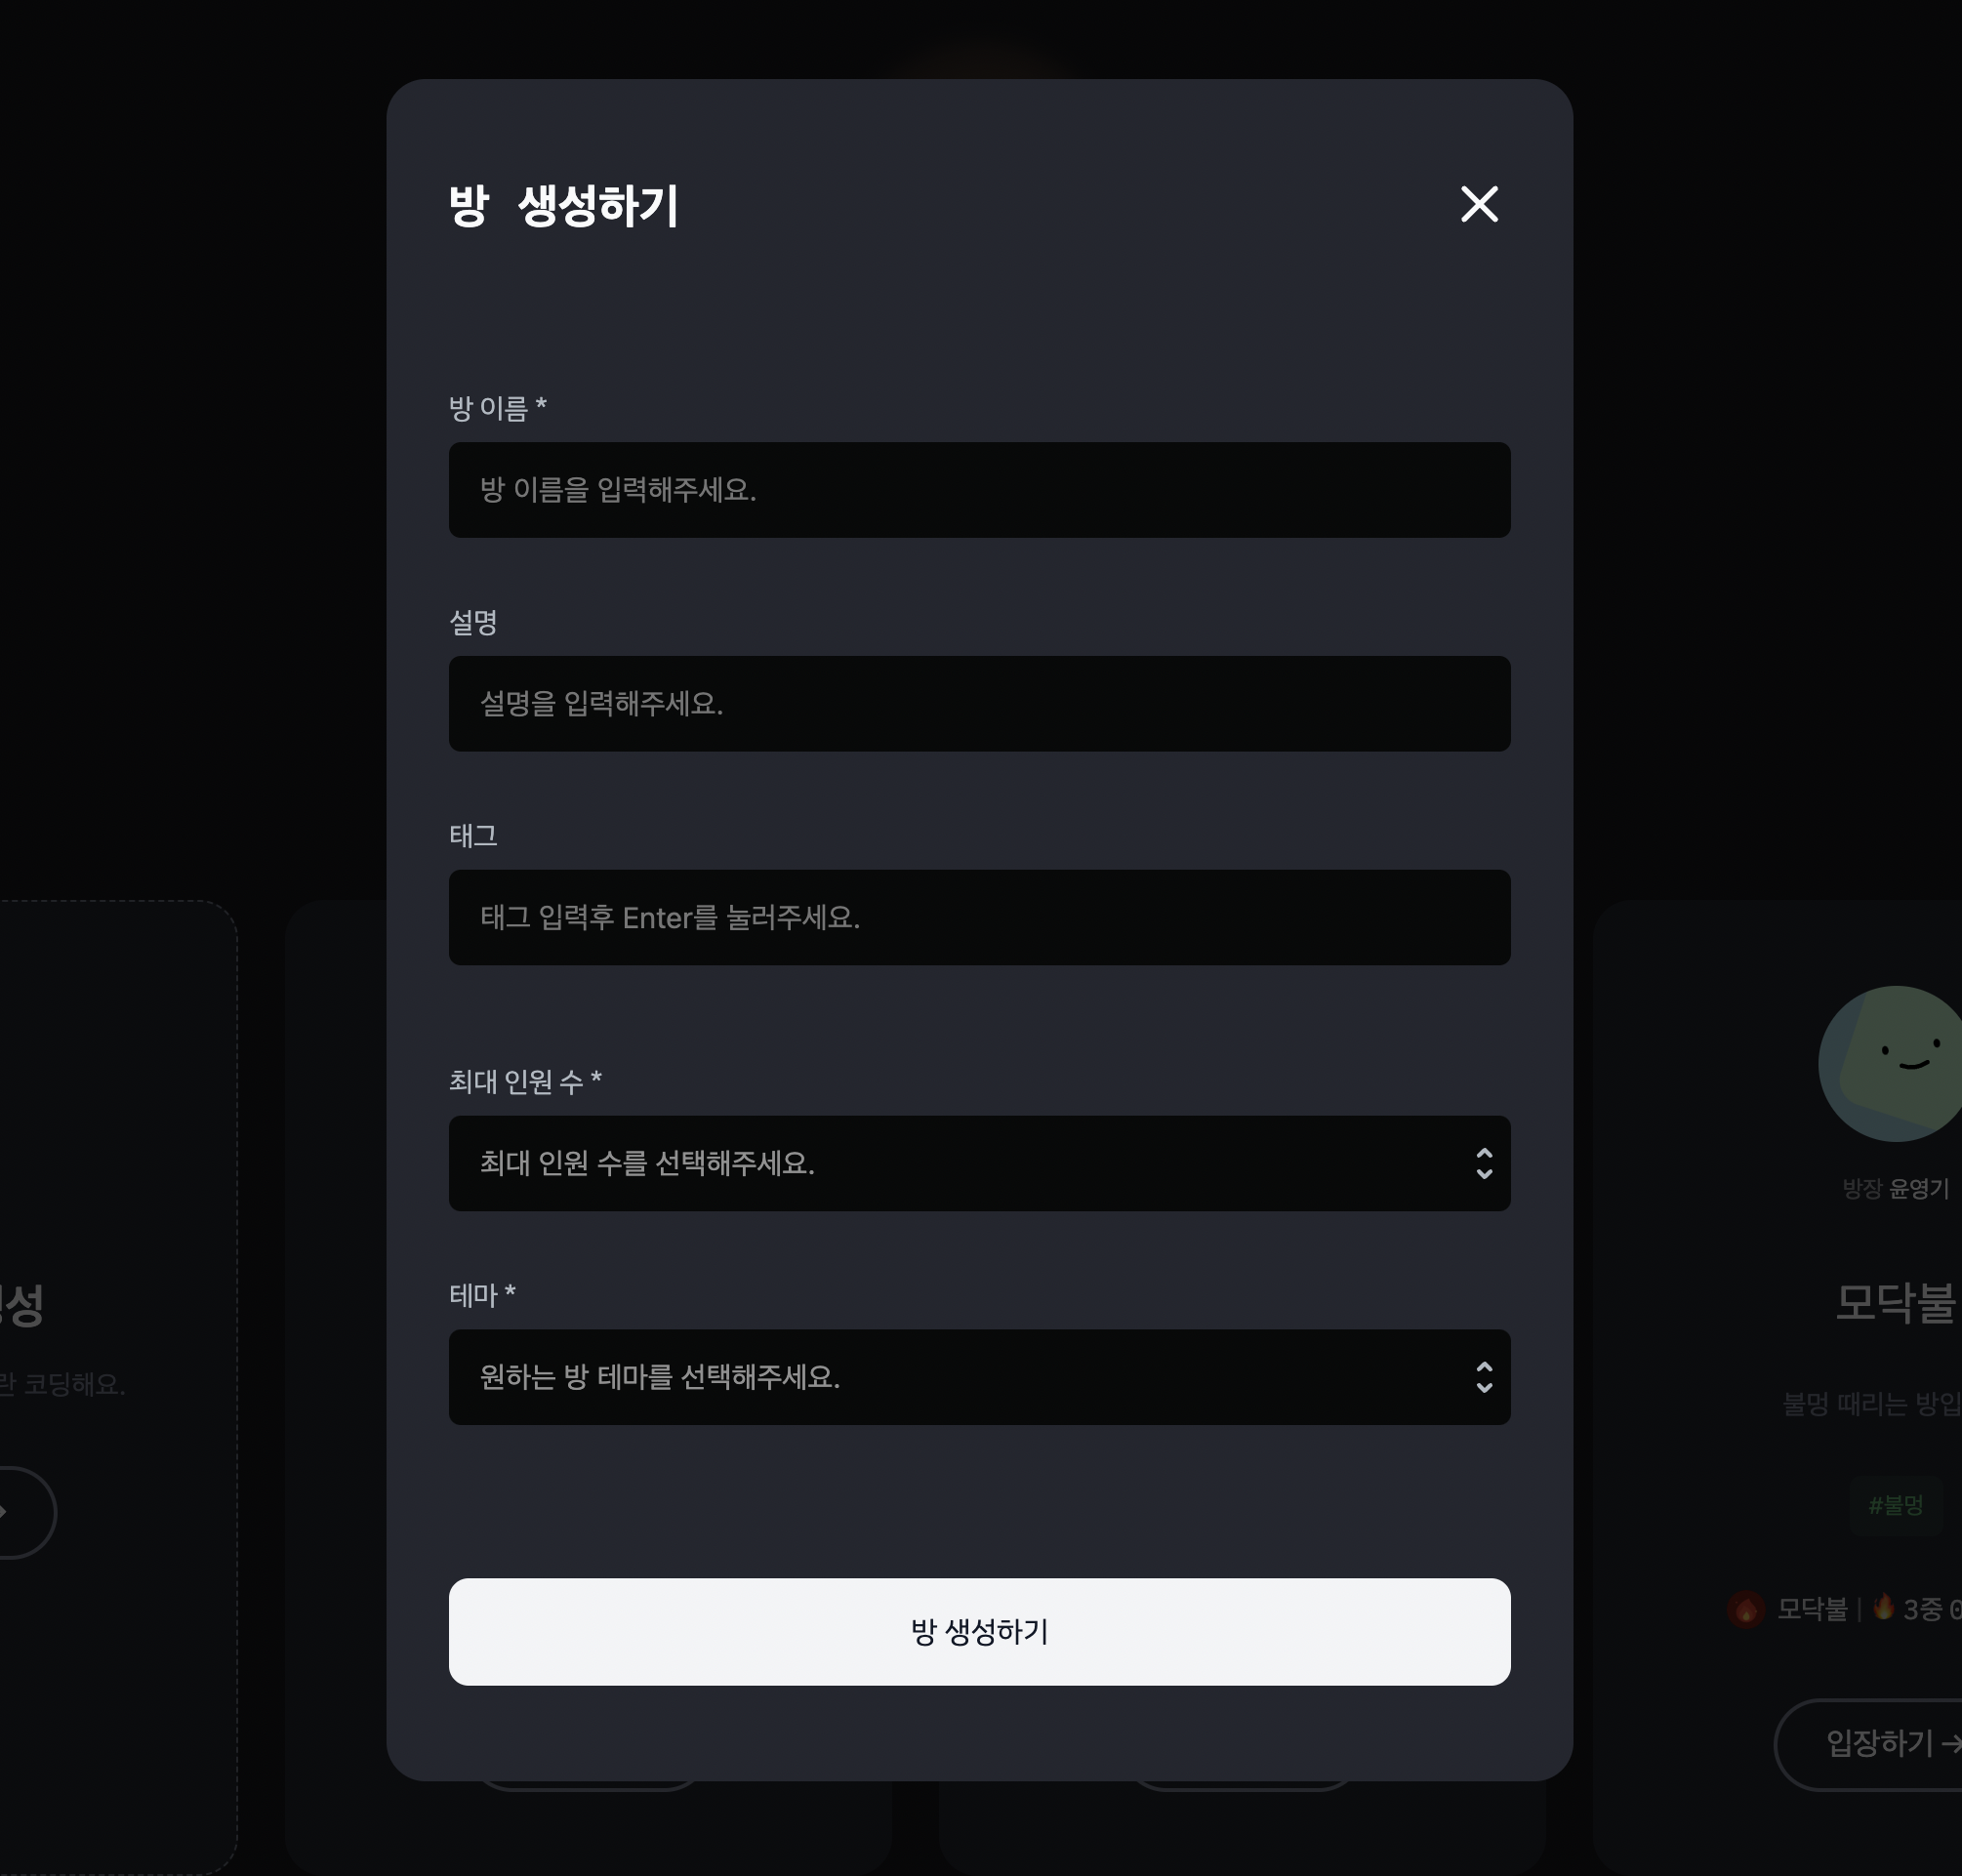 방 생성하기
방 이름 *
방 이름을 입력해주세요.
설명
설명을 입력해주세요.
태그
태그 입력후 Enter를 눌러주세요.
최대 인원 수 *
최대 인원 수를 선택해주세요.
테마 *
원하는 방 테마를 선택해주세요.
방 생성하기
성
코딩해요.
방장 윤영기
모닥불
불멍 때리는 방입
#불멍
모닥불 | 3중
입장하기 →